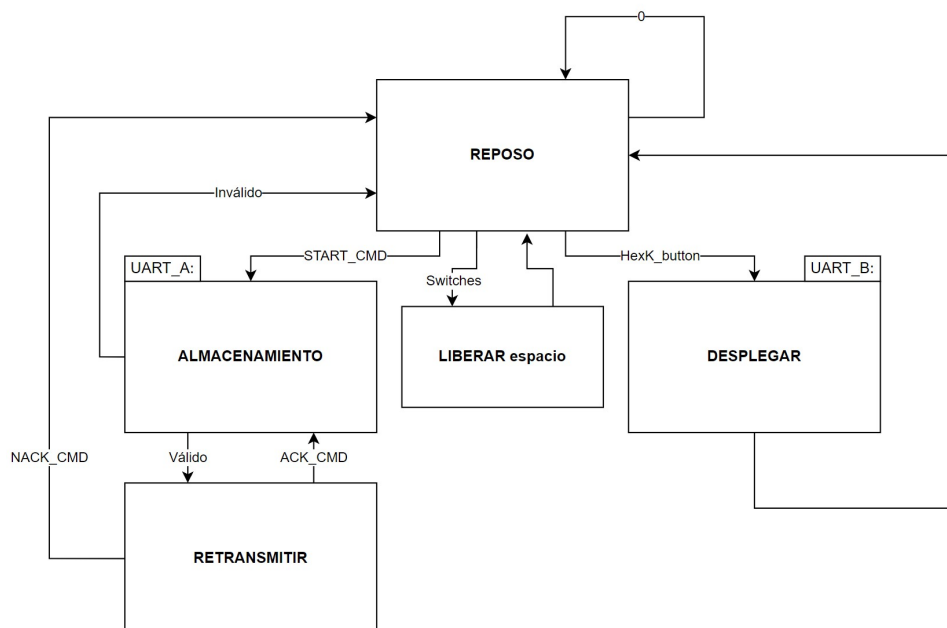 0
REPOSO
Inválido
START_CMD
HexK_button
UART_A:
UART_B:
Switches
ALMACENAMIENTO
LIBERAR espacio
DESPLEGAR
NACK_CMD
Válido
ACK_CMD
RETRANSMITIR